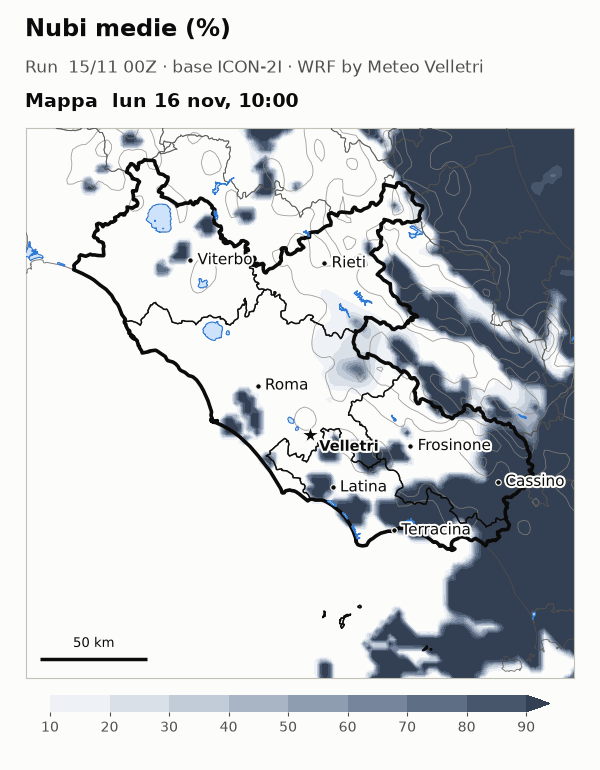 Nubi medie (%)
Run 15/11 00Z · base ICON-2I · WRF by Meteo Velletri
Mappa lun 16 nov, 10:00
Viterbo
Rieti
Roma
Velletri
Frosinone
Cassino
Latina
Terracina
50 km
10 20 30 40 50 60 70 80 90